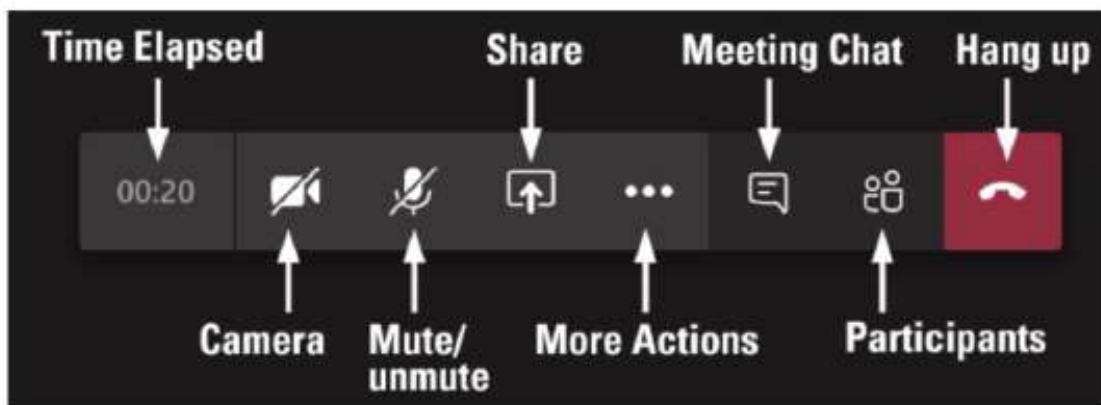 Time Elapsed
Share
Meeting Chat
Hang up
00:20
Camera
Mute/
unmute
More Actions
Participants